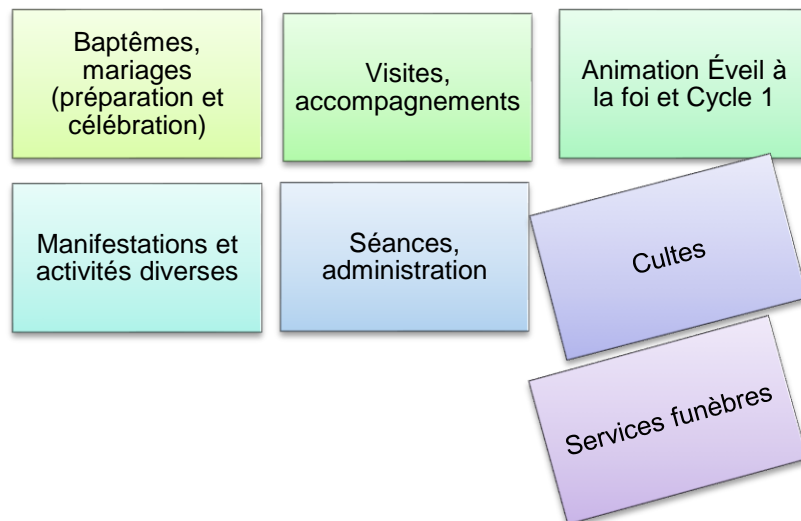 Baptêmes,
mariages
(préparation et
célébration)
Visites,
accompagnements
Animation Éveil à
la foi et Cycle 1
Manifestations et
activités diverses
Séances,
administration
Cultes
Services funèbres